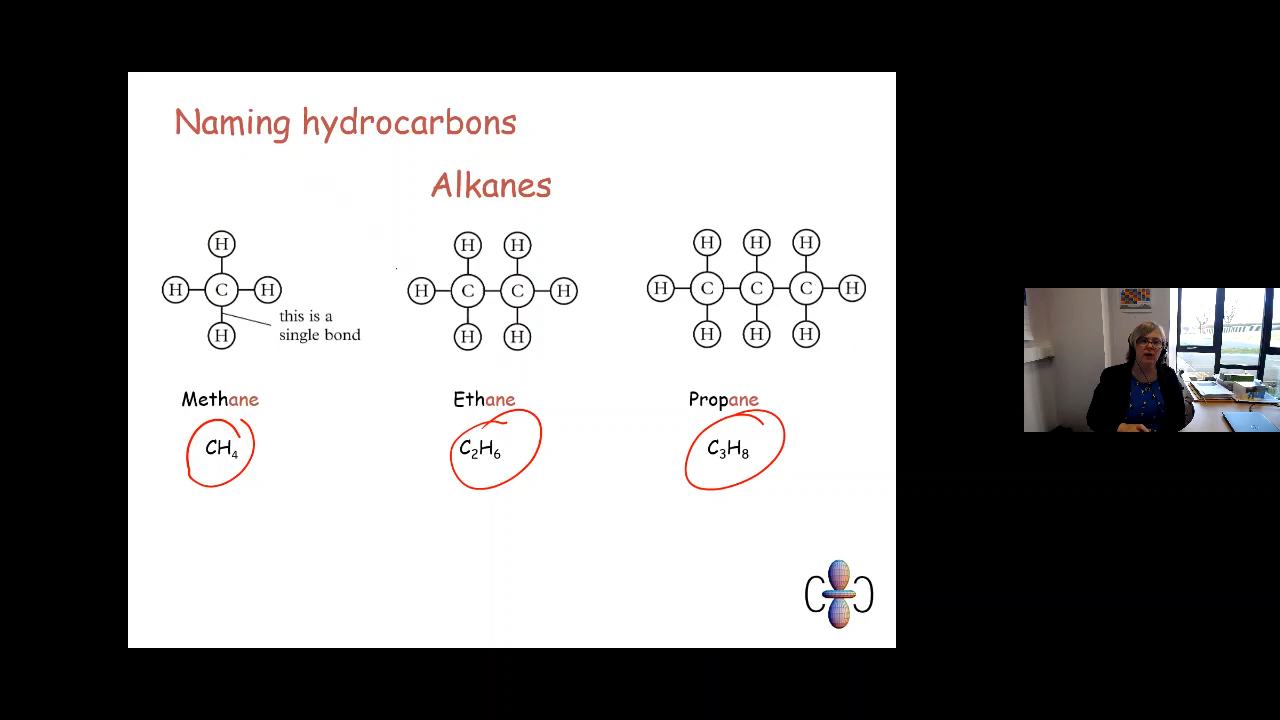 Naming hydrocarbons
Alkanes
H
H C H
H
this is a
single bond
H H
H C C H
H H
H H H
H C C C H
H H H
Methane
Ethane
Propane
CH₄
C₂H₆
C₃H₈